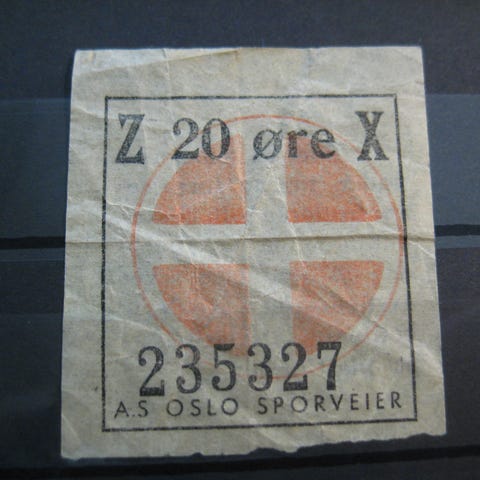 Z 20 øre X
235327
A.S OSLO SPORVEIER